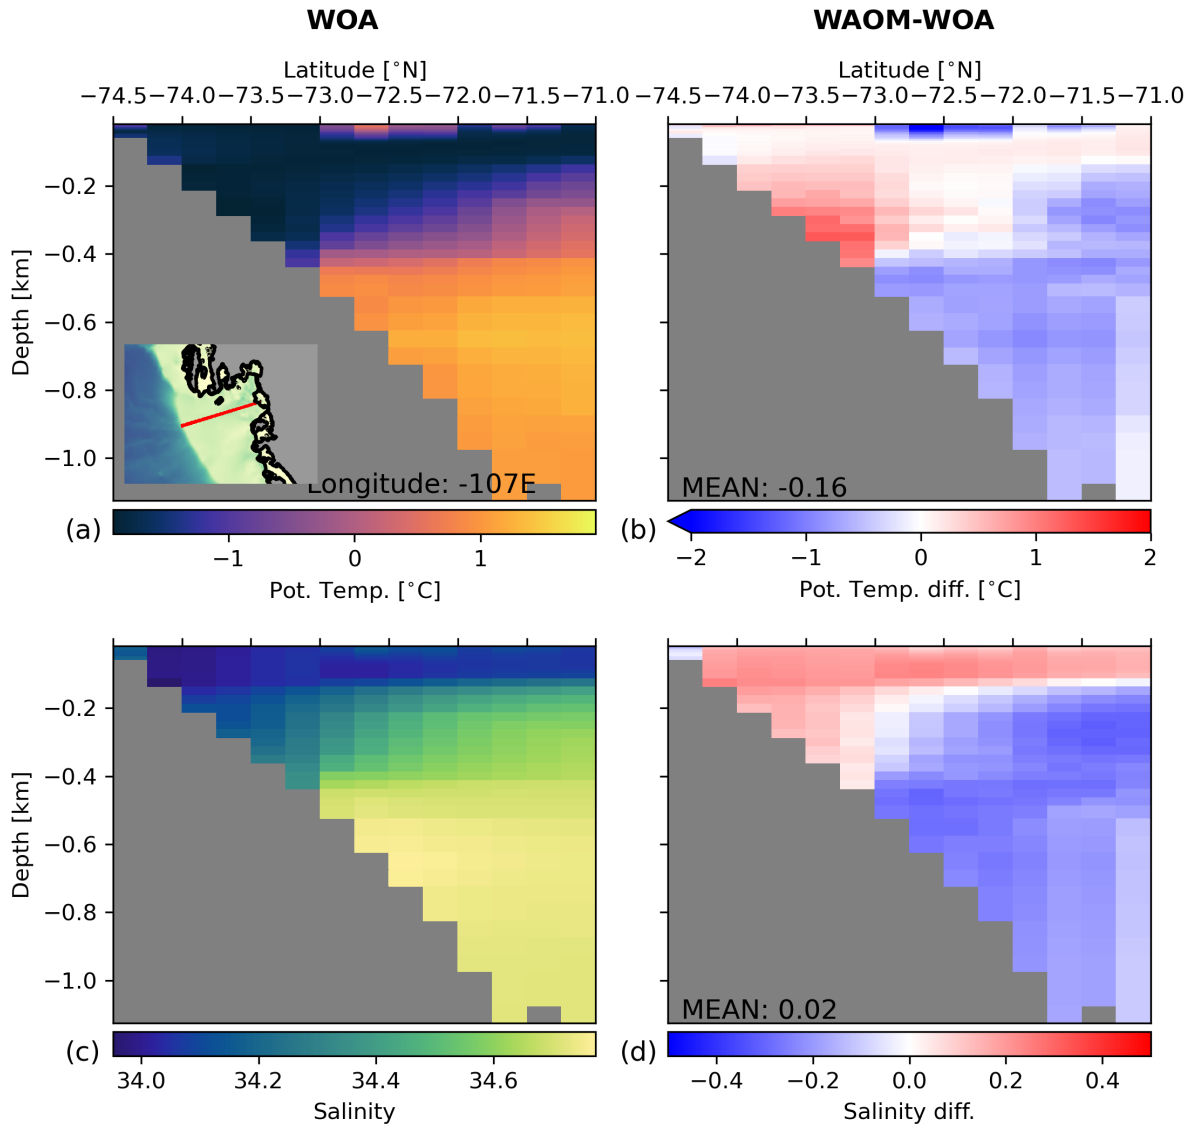 WOA
WAOM-WOA
Latitude [°N]
Latitude [°N]
−74.5 −74.0 −73.5 −73.0 −72.5 −72.0 −71.5 −71.0
−74.5 −74.0 −73.5 −73.0 −72.5 −72.0 −71.5 −71.0
−0.2
−0.4
−0.6
−0.8
−1.0
Depth [km]
Longitude: -107E
MEAN: -0.16
(a)
−1 0 1
Pot. Temp. [°C]
(b)
−2 −1 0 1 2
Pot. Temp. diff. [°C]
−0.2
−0.4
−0.6
−0.8
−1.0
Depth [km]
MEAN: 0.02
(c)
34.0 34.2 34.4 34.6
Salinity
(d)
−0.4 −0.2 0.0 0.2 0.4
Salinity diff.